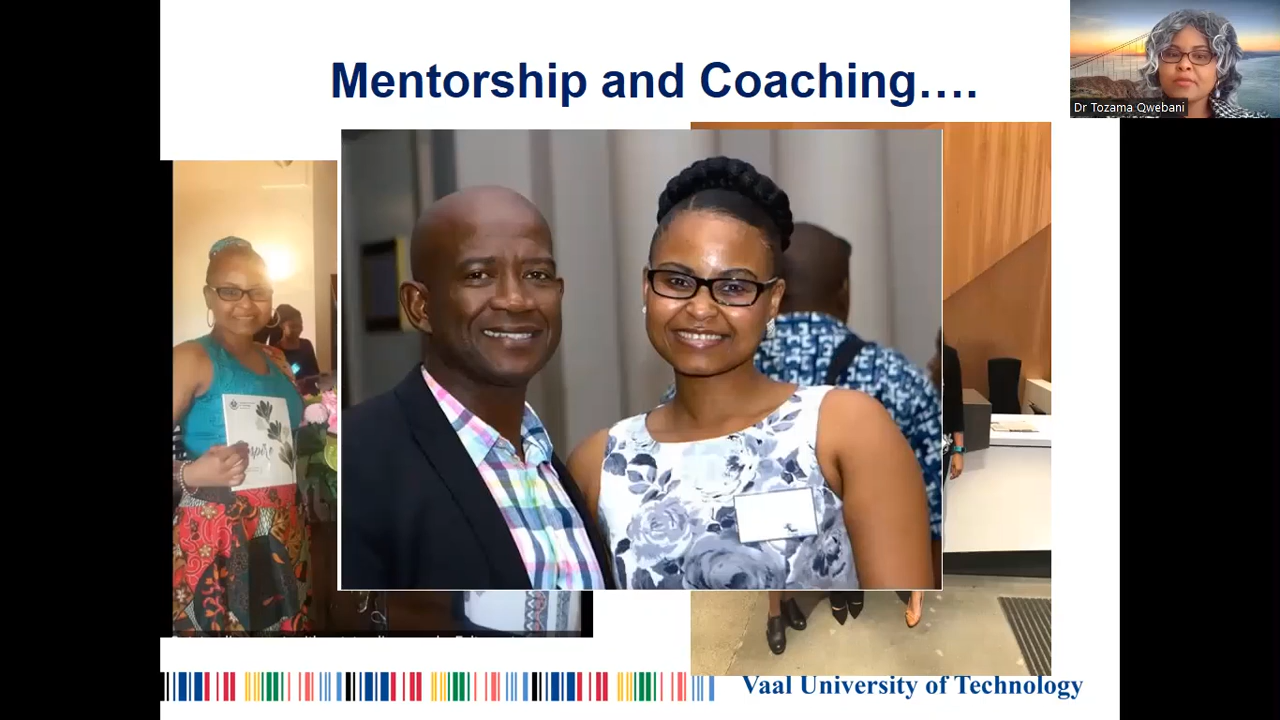 Mentorship and Coaching….
Dr Tozama Qwebani
Vaal University of Technology